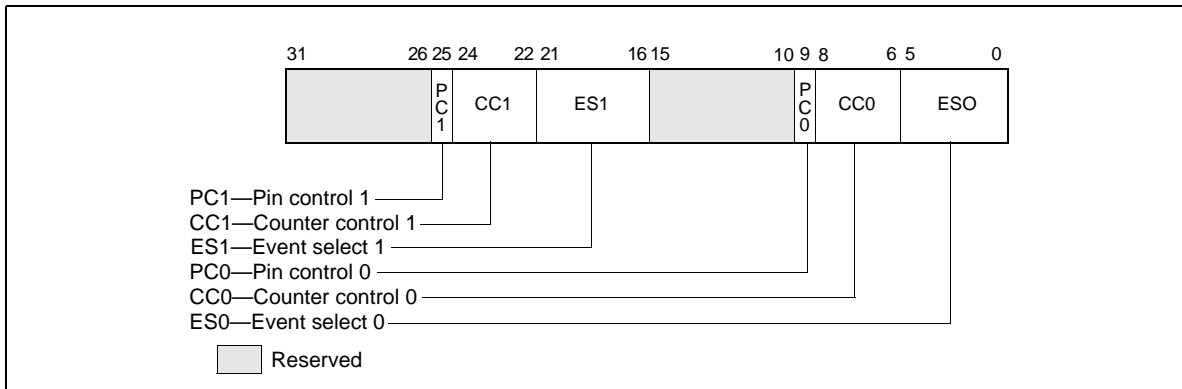 31 26 25 24 22 21 16 15 10 9 8 6 5 0
PC1 CC1 ES1 PC0 CC0 ESO
PC1—Pin control 1
CC1—Counter control 1
ES1—Event select 1
PC0—Pin control 0
CC0—Counter control 0
ES0—Event select 0
Reserved